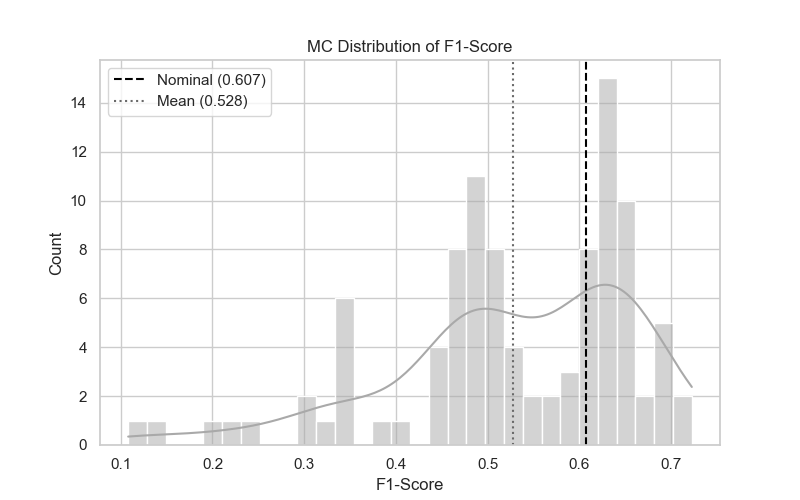 MC Distribution of F1-Score
Nominal (0.607)
Mean (0.528)
Count
14
12
10
8
6
4
2
0
0.1 0.2 0.3 0.4 0.5 0.6 0.7
F1-Score